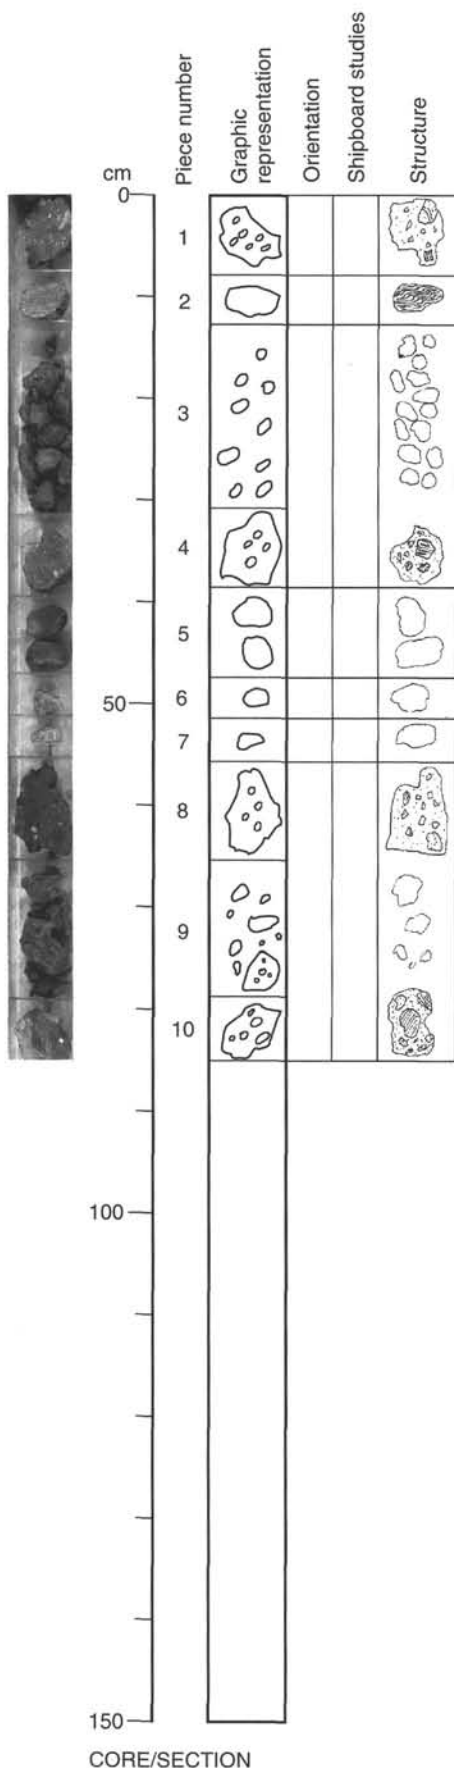 cm
Piece number
Graphic
representation
Orientation
Shipboard studies
Structure
0
1
2
3
4
5
50
6
7
8
9
10
100
150
CORE/SECTION